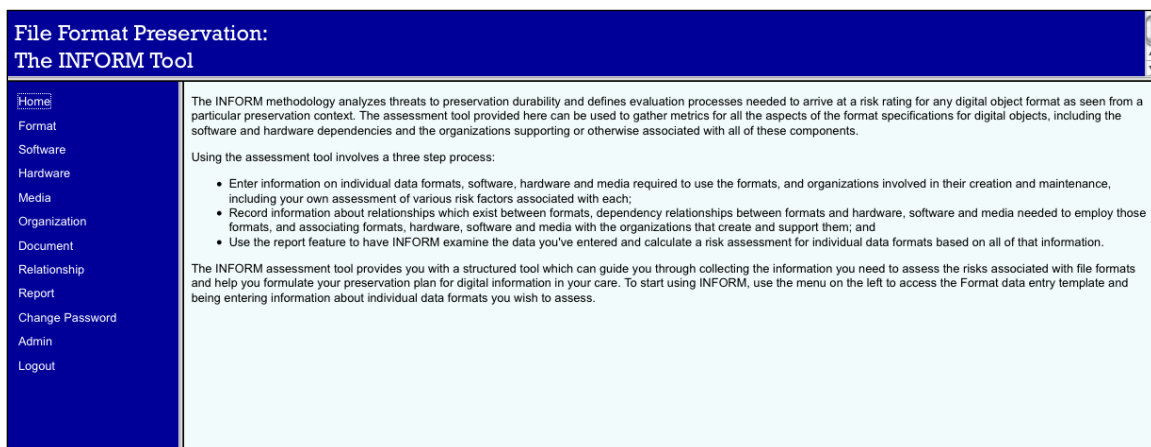 File Format Preservation:
The INFORM Tool
Home
Format
Software
Hardware
Media
Organization
Document
Relationship
Report
Change Password
Admin
Logout
The INFORM methodology analyzes threats to preservation durability and defines evaluation processes needed to arrive at a risk rating for any digital object format as seen from a
particular preservation context. The assessment tool provided here can be used to gather metrics for all the aspects of the format specifications for digital objects, including the
software and hardware dependencies and the organizations supporting or otherwise associated with all of these components.
Using the assessment tool involves a three step process:
• Enter information on individual data formats, software, hardware and media required to use the formats, and organizations involved in their creation and maintenance,
including your own assessment of various risk factors associated with each;
• Record information about relationships which exist between formats, dependency relationships between formats and hardware, software and media needed to employ those
formats, and associating formats, hardware, software and media with the organizations that create and support them; and
• Use the report feature to have INFORM examine the data you've entered and calculate a risk assessment for individual data formats based on all of that information.
The INFORM assessment tool provides you with a structured tool which can guide you through collecting the information you need to assess the risks associated with file formats
and help you formulate your preservation plan for digital information in your care. To start using INFORM, use the menu on the left to access the Format data entry template and
being entering information about individual data formats you wish to assess.